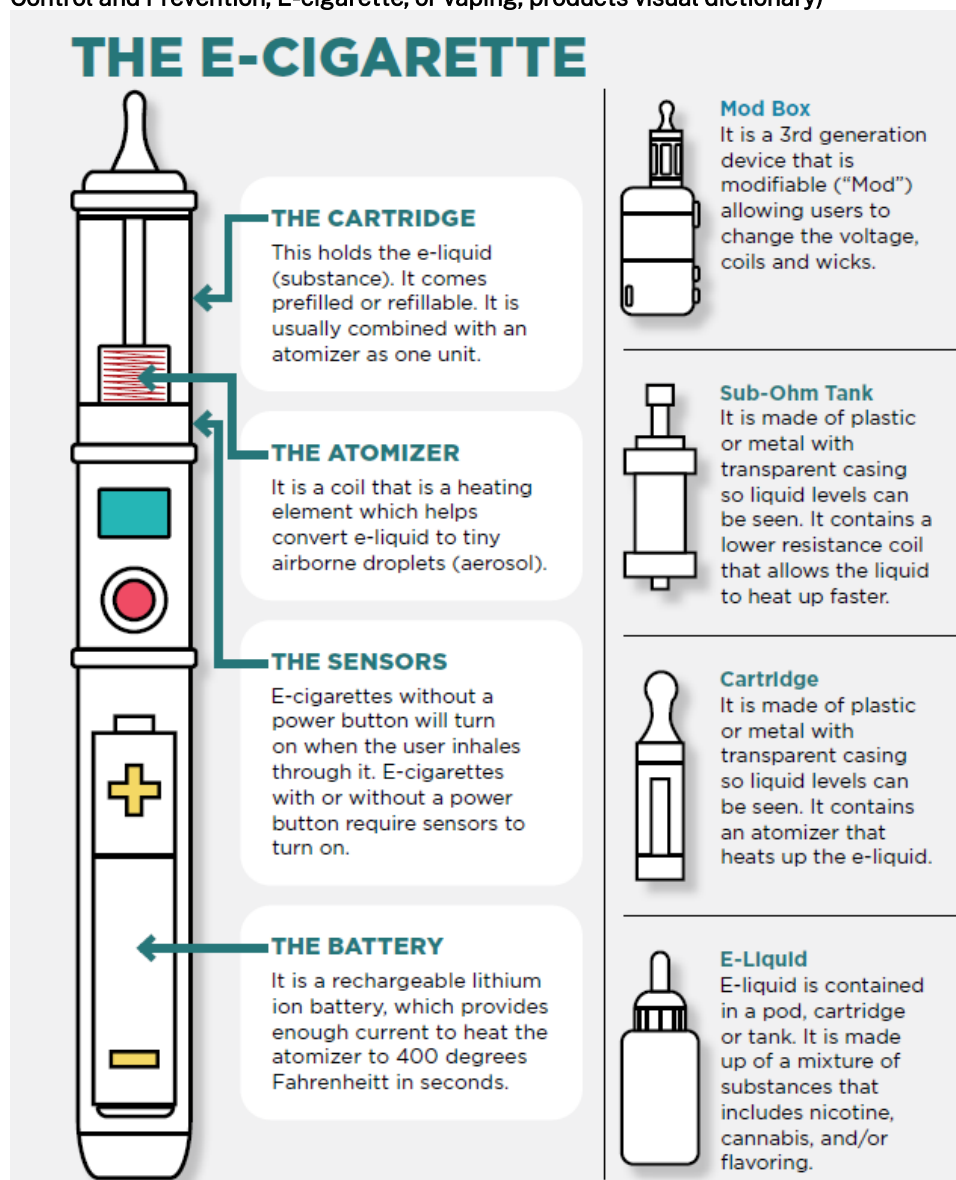 Control and Prevention, E-cigarette, or vaping, products visual dictionary)
THE E-CIGARETTE
THE CARTRIDGE
This holds the e-liquid
(substance). It comes
prefilled or refillable. It is
usually combined with an
atomizer as one unit.
THE ATOMIZER
It is a coil that is a heating
element which helps
convert e-liquid to tiny
airborne droplets (aerosol).
THE SENSORS
E-cigarettes without a
power button will turn
on when the user inhales
through it. E-cigarettes
with or without a power
button require sensors to
turn on.
THE BATTERY
It is a rechargeable lithium
ion battery, which provides
enough current to heat the
atomizer to 400 degrees
Fahrenheitt in seconds.
Mod Box
It is a 3rd generation
device that is
modifiable (“Mod”)
allowing users to
change the voltage,
coils and wicks.
Sub-Ohm Tank
It is made of plastic
or metal with
transparent casing
so liquid levels can
be seen. It contains a
lower resistance coil
that allows the liquid
to heat up faster.
Cartridge
It is made of plastic
or metal with
transparent casing
so liquid levels can
be seen. It contains
an atomizer that
heats up the e-liquid.
E-Liquid
E-liquid is contained
in a pod, cartridge
or tank. It is made
up of a mixture of
substances that
includes nicotine,
cannabis, and/or
flavoring.